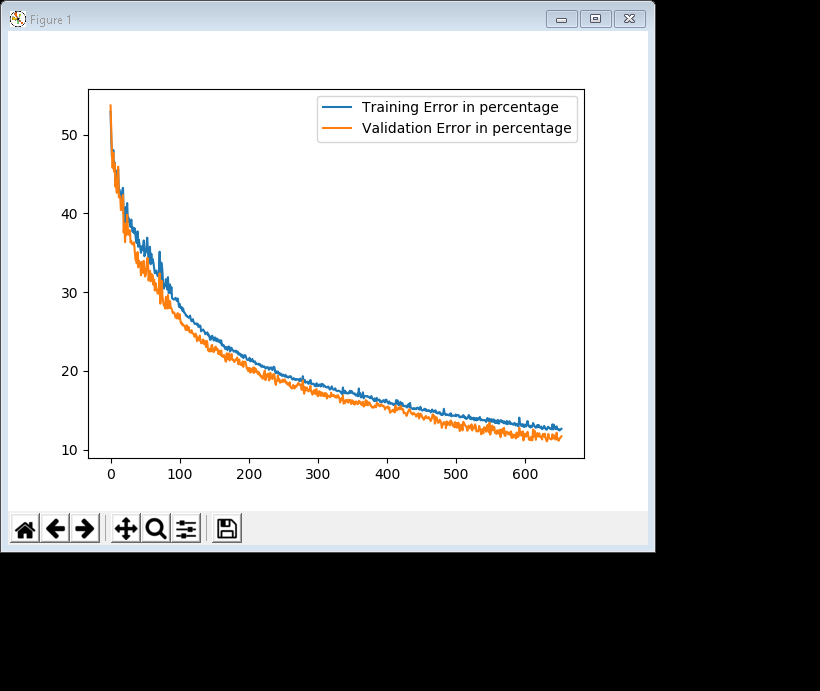 Figure 1
Training Error in percentage
Validation Error in percentage
50
40
30
20
10
0 100 200 300 400 500 600